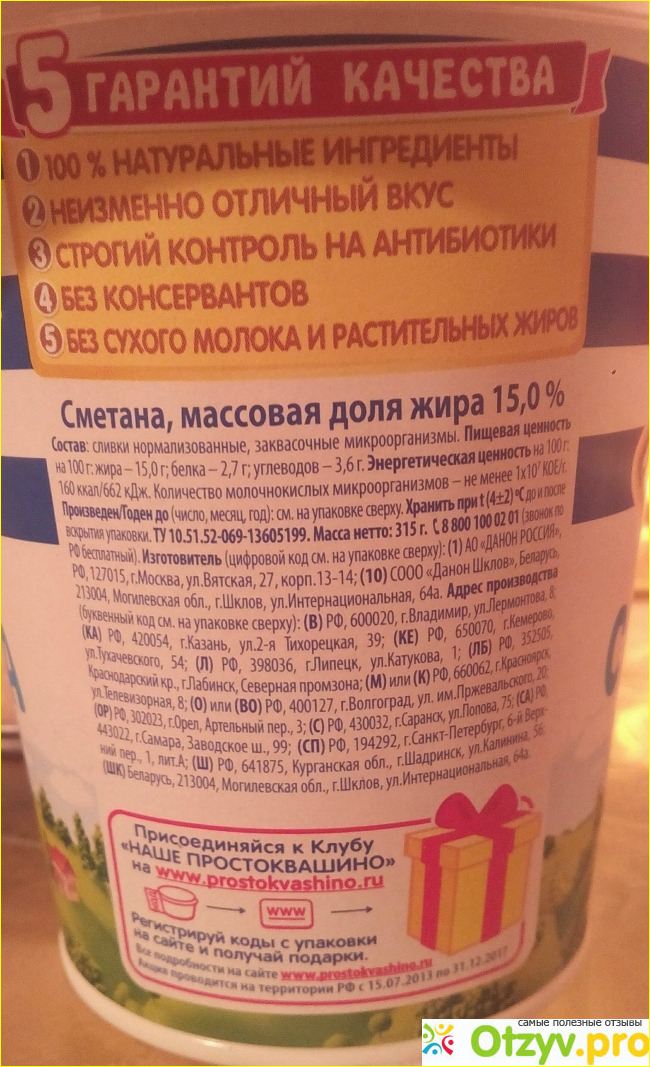 5 ГАРАНТИЙ КАЧЕСТВА
1 100 % НАТУРАЛЬНЫЕ ИНГРЕДИЕНТЫ
2 НЕИЗМЕННО ОТЛИЧНЫЙ ВКУС
3 СТРОГИЙ КОНТРОЛЬ НА АНТИБИОТИКИ
4 БЕЗ КОНСЕРВАНТОВ
5 БЕЗ СУХОГО МОЛОКА И РАСТИТЕЛЬНЫХ ЖИРОВ
Сметана, массовая доля жира 15,0 %
Состав: сливки нормализованные, заквасочные микроорганизмы. Пищевая ценность
на 100 г: жира – 15,0 г; белка – 2,7 г; углеводов – 3,6 г. Энергетическая ценность на 100 г:
160 ккал/662 кДж. Количество молочнокислых микроорганизмов – не менее 1х10⁷ КОЕ/г.
Произведен/Годен до (число, месяц, год): см. на упаковке сверху. Хранить при t (4±2) °С до и после
вскрытия упаковки. ТУ 10.51.52-069-13605199. Масса нетто: 315 г. 8 800 100 02 01 (звонок по
РФ бесплатный). Изготовитель (цифровой код см. на упаковке сверху): (1) АО «ДАНОН РОССИЯ»,
РФ, 127015, г.Москва, ул.Вятская, 27, корп.13-14; (10) СООО «Данон Шклов», Беларусь,
213004, Могилевская обл., г.Шклов, ул.Интернациональная, 64а. Адрес производства
(буквенный код см. на упаковке сверху): (В) РФ, 600020, г.Владимир, ул.Лермонтова, 8;
(КА) РФ, 420054, г.Казань, ул.2-я Тихорецкая, 39; (КЕ) РФ, 650070, г.Кемерово,
ул.Тухачевского, 54; (Л) РФ, 398036, г.Липецк, ул.Катукова, 1; (ЛБ) РФ, 352505,
Краснодарский кр., г.Лабинск, Северная промзона; (М) или (К) РФ, 660062, г.Красноярск,
ул.Телевизорная, 8; (О) или (ВО) РФ, 400127, г.Волгоград, ул. им.Пржевальского, 20;
(ОР) РФ, 302023, г.Орел, Артельный пер., 3; (С) РФ, 430032, г.Саранск, ул.Попова, 75; (СА) РФ,
443022, г.Самара, Заводское ш., 99; (СП) РФ, 194292, г.Санкт-Петербург, 6-й Верх-
ний пер., 1, лит.А; (Ш) РФ, 641875, Курганская обл., г.Шадринск, ул.Калинина, 56;
(ШК) Беларусь, 213004, Могилевская обл., г.Шклов, ул.Интернациональная, 64а.
Присоединяйся к Клубу
«НАШЕ ПРОСТОКВАШИНО»
на www.prostokvashino.ru
www
Регистрируй коды с упаковки
на сайте и получай подарки.
Все подробности на сайте www.prostokvashino.ru
Акция проводится на территории РФ с 15.07.2013 по 31.12.2017
самые полезные отзывы
Otzyv.pro